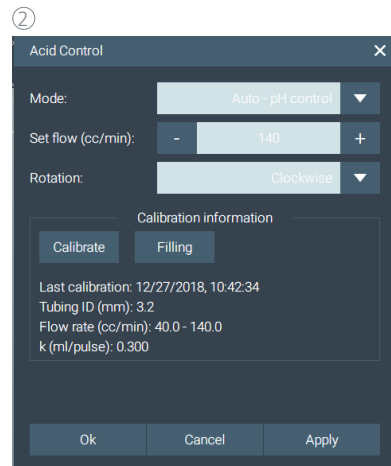 ②
Acid Control ×
Mode: Auto - pH control
Set flow (cc/min): - 140 +
Rotation: Clockwise
Calibration information
Calibrate Filling
Last calibration: 12/27/2018, 10:42:34
Tubing ID (mm): 3.2
Flow rate (cc/min): 40.0 - 140.0
k (ml/pulse): 0.300
Ok Cancel Apply